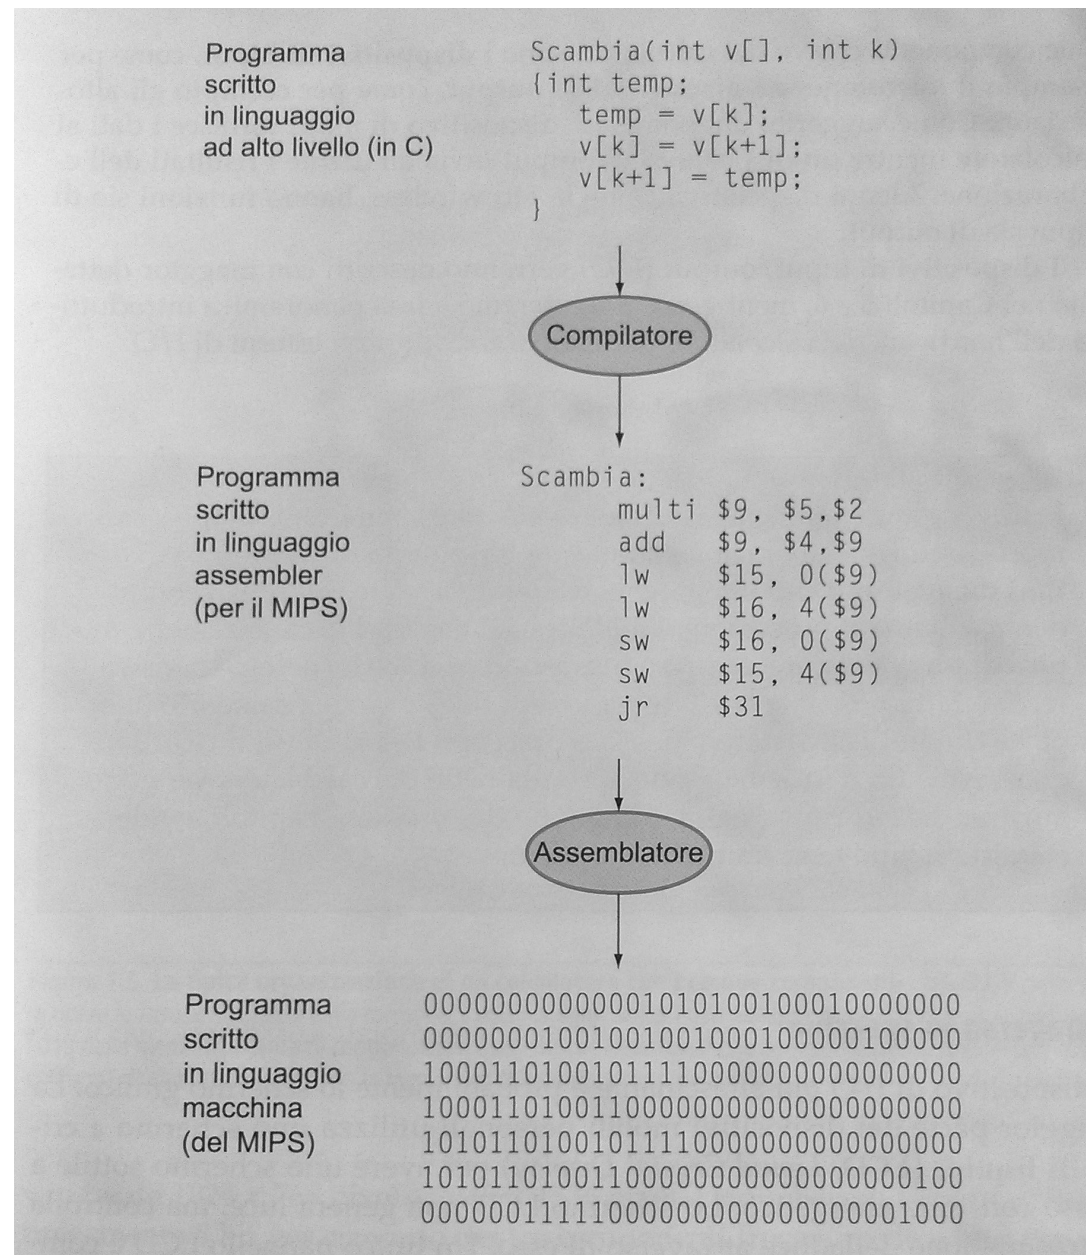 Programma
scritto
in linguaggio
ad alto livello (in C)
Scambia(int v[], int k)
{int temp;
temp = v[k];
v[k] = v[k+1];
v[k+1] = temp;
}
Compilatore
Programma
scritto
in linguaggio
assembler
(per il MIPS)
Scambia:
multi $9, $5,$2
add $9, $4,$9
lw $15, 0($9)
lw $16, 4($9)
sw $16, 0($9)
sw $15, 4($9)
jr $31
Assemblatore
Programma
scritto
in linguaggio
macchina
(del MIPS)
00000000000001010100100010000000
00000001001001001000100000100000
10001101001011110000000000000000
10001101001100000000000000000000
10101101001111110000000000000000
10101101001100000000000000000100
00000011111000000000000000001000